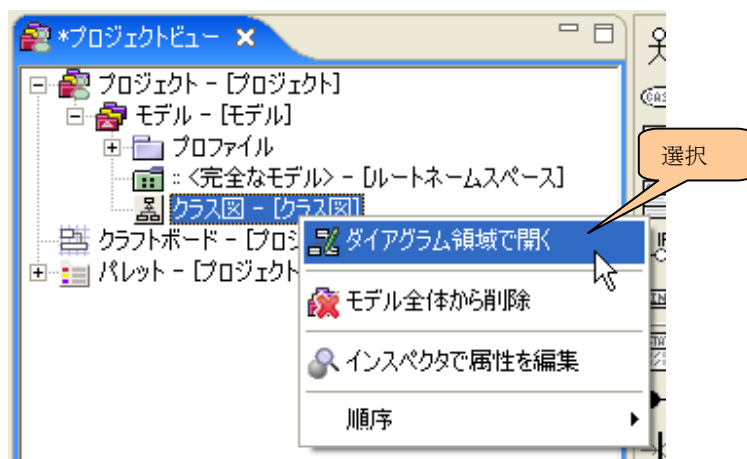 *プロジェクトビュー
プロジェクト - [プロジェクト]
モデル - [モデル]
プロファイル
:: <完全なモデル> - [ルートネームスペース]
クラス図 - [クラス図]
クラフトボード - [プロジ
パレット - [プロジェクト
ダイアグラム領域で開く
モデル全体から削除
インスペクタで属性を編集
順序
選択